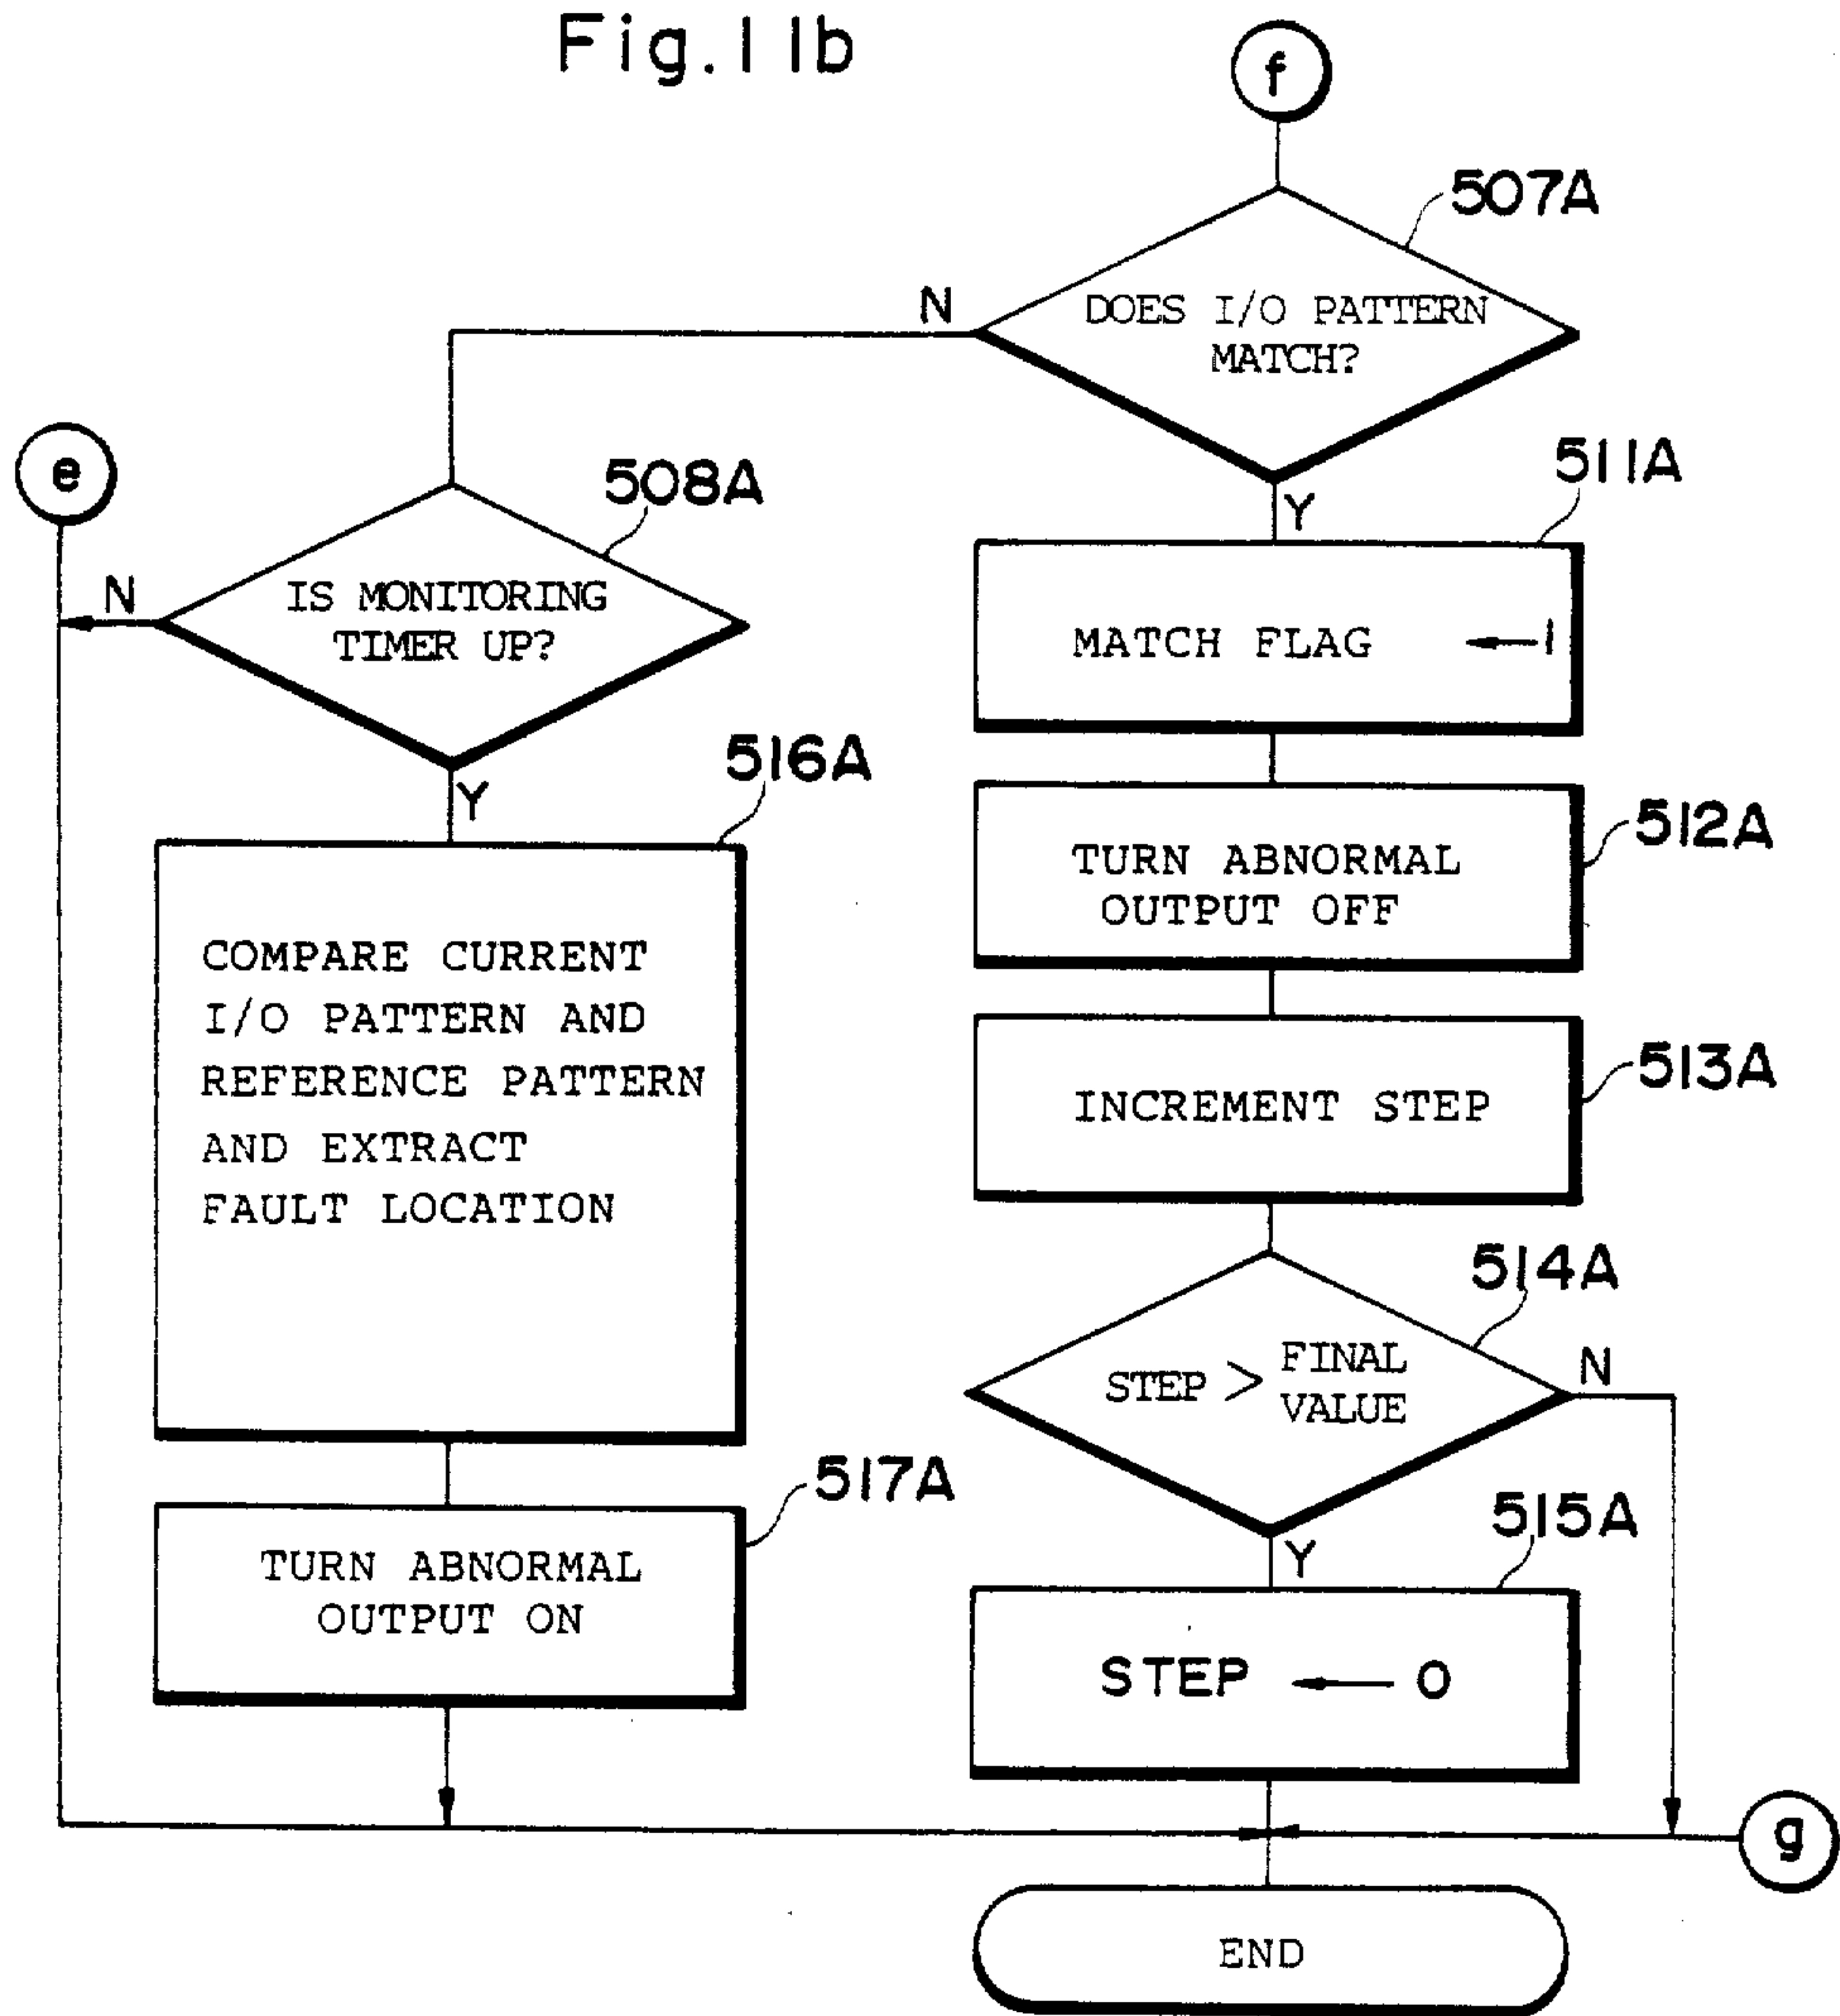 Fig.11b
f
507A
N
DOES I/O PATTERN
MATCH?
Y
e
508A
N
IS MONITORING
TIMER UP?
Y
511A
MATCH FLAG ← 1
516A
COMPARE CURRENT
I/O PATTERN AND
REFERENCE PATTERN
AND EXTRACT
FAULT LOCATION
512A
TURN ABNORMAL
OUTPUT OFF
513A
INCREMENT STEP
514A
STEP > FINAL
VALUE
N
Y
517A
TURN ABNORMAL
OUTPUT ON
515A
STEP ← 0
g
END